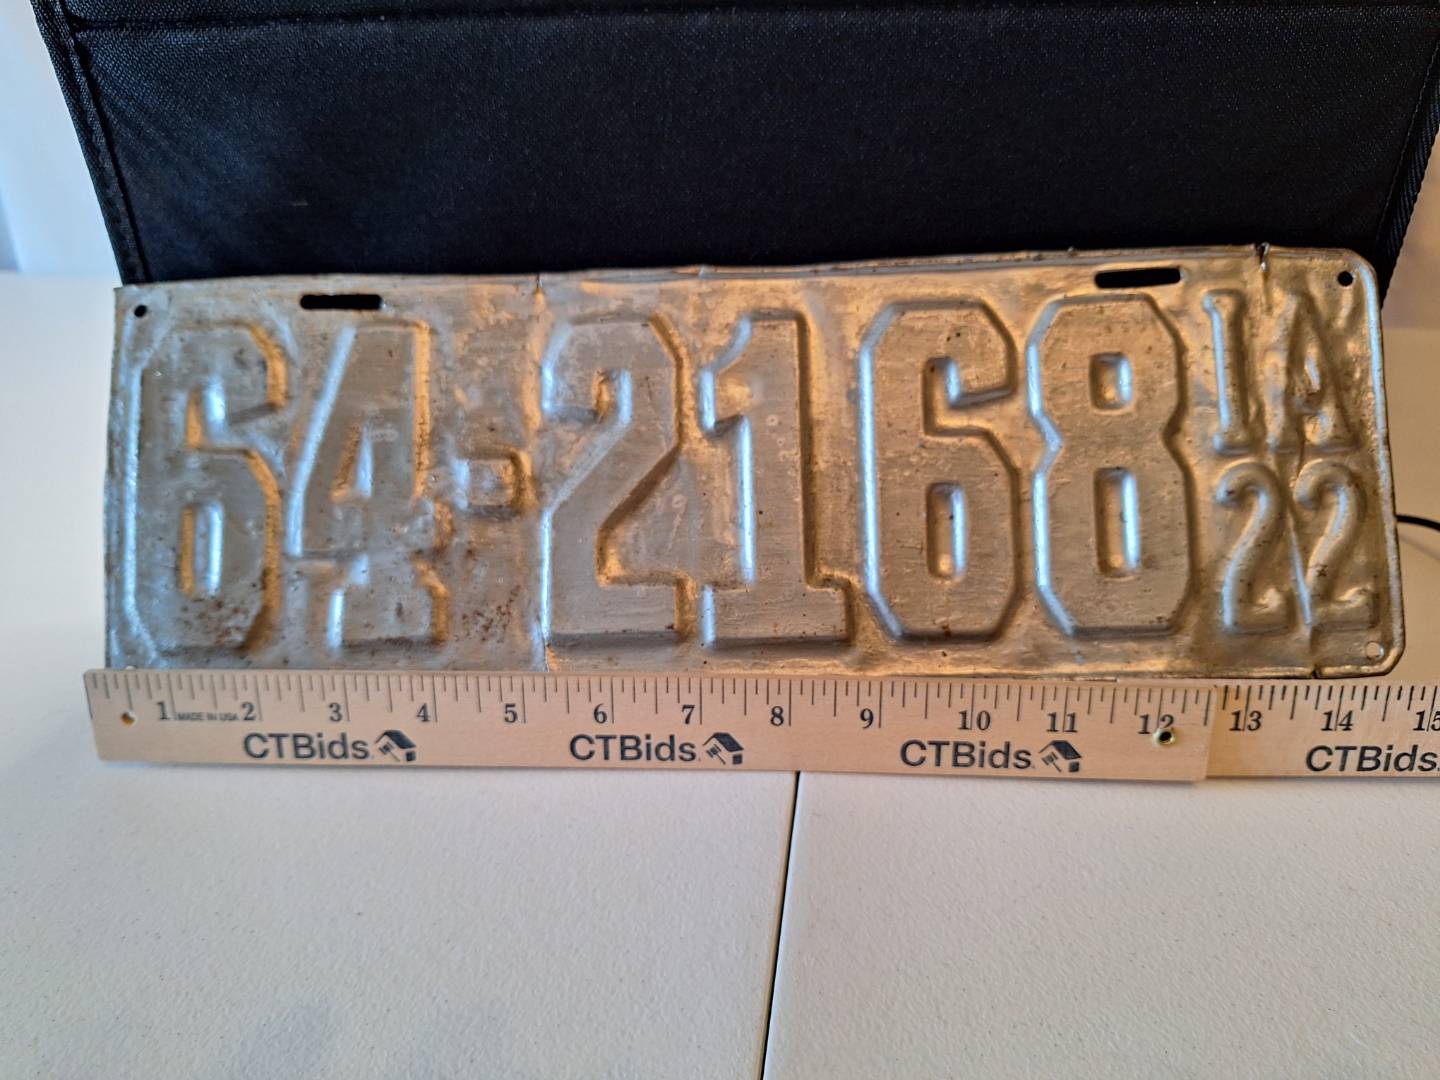 64-2168
IA
22
1 MADE IN USA 2 3 4 5 6 7 8 9 10 11 12 13 14 15
CTBids. CTBids. CTBids. CTBids.